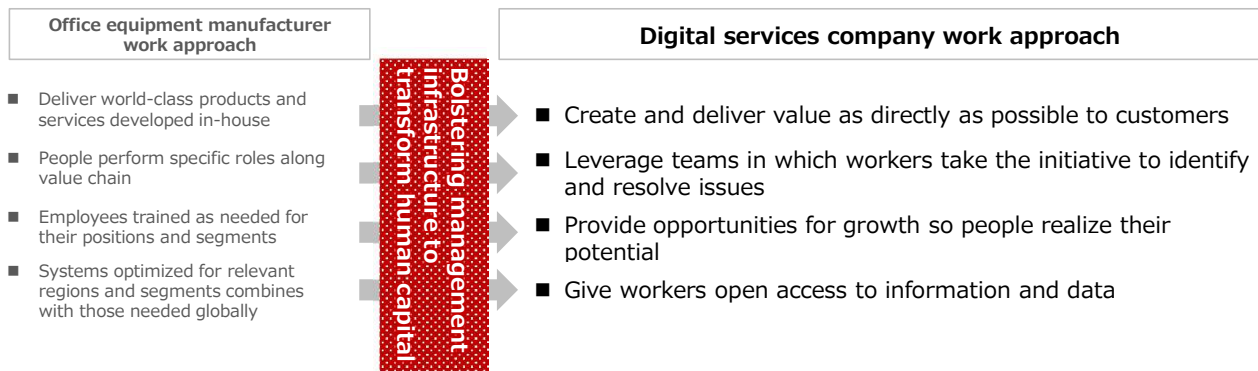 Office equipment manufacturer
work approach
■ Deliver world-class products and
services developed in-house
■ People perform specific roles along
value chain
■ Employees trained as needed for
their positions and segments
■ Systems optimized for relevant
regions and segments combines
with those needed globally
Bolstering management
infrastructure to
transform human capital
Digital services company work approach
■ Create and deliver value as directly as possible to customers
■ Leverage teams in which workers take the initiative to identify
and resolve issues
■ Provide opportunities for growth so people realize their
potential
■ Give workers open access to information and data